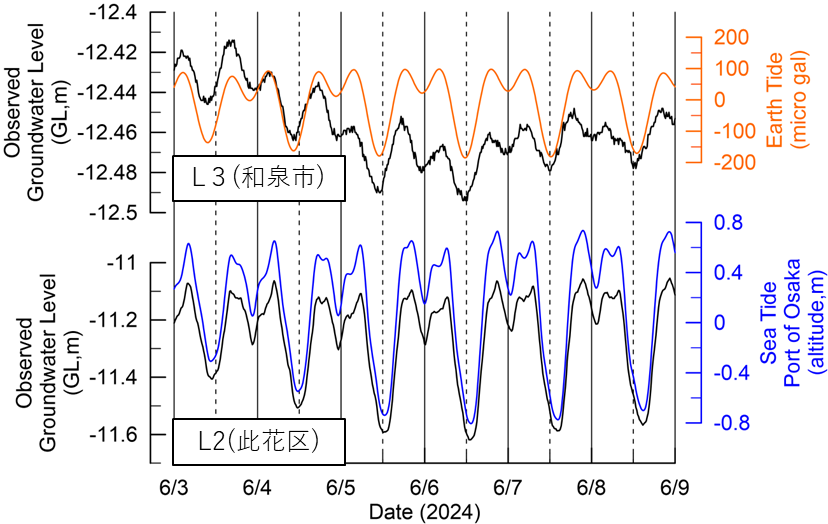 -12.4
-12.42
-12.44
-12.46
-12.48
-12.5
Observed
Groundwater Level
(GL,m)
200
100
0
-100
-200
Earth Tide
(micro gal)
L３(和泉市)
-11
-11.2
-11.4
-11.6
Observed
Groundwater Level
(GL,m)
0.8
0.4
0
-0.4
-0.8
Sea Tide
Port of Osaka
(altitude,m)
L2(此花区)
6/3 6/4 6/5 6/6 6/7 6/8 6/9
Date (2024)